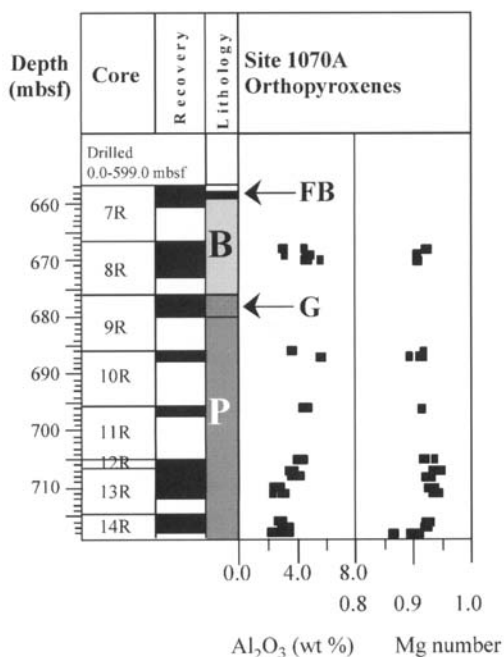 Depth
(mbsf)
Core
Recovery
Lithology
Site 1070A
Orthopyroxenes
Drilled
0.0-599.0 mbsf
660
670
680
690
700
710
7R
8R
9R
10R
11R
12R
13R
14R
B
P
FB
G
0.0 4.0 8.0
0.8 0.9 1.0
Al₂O₃ (wt %) Mg number